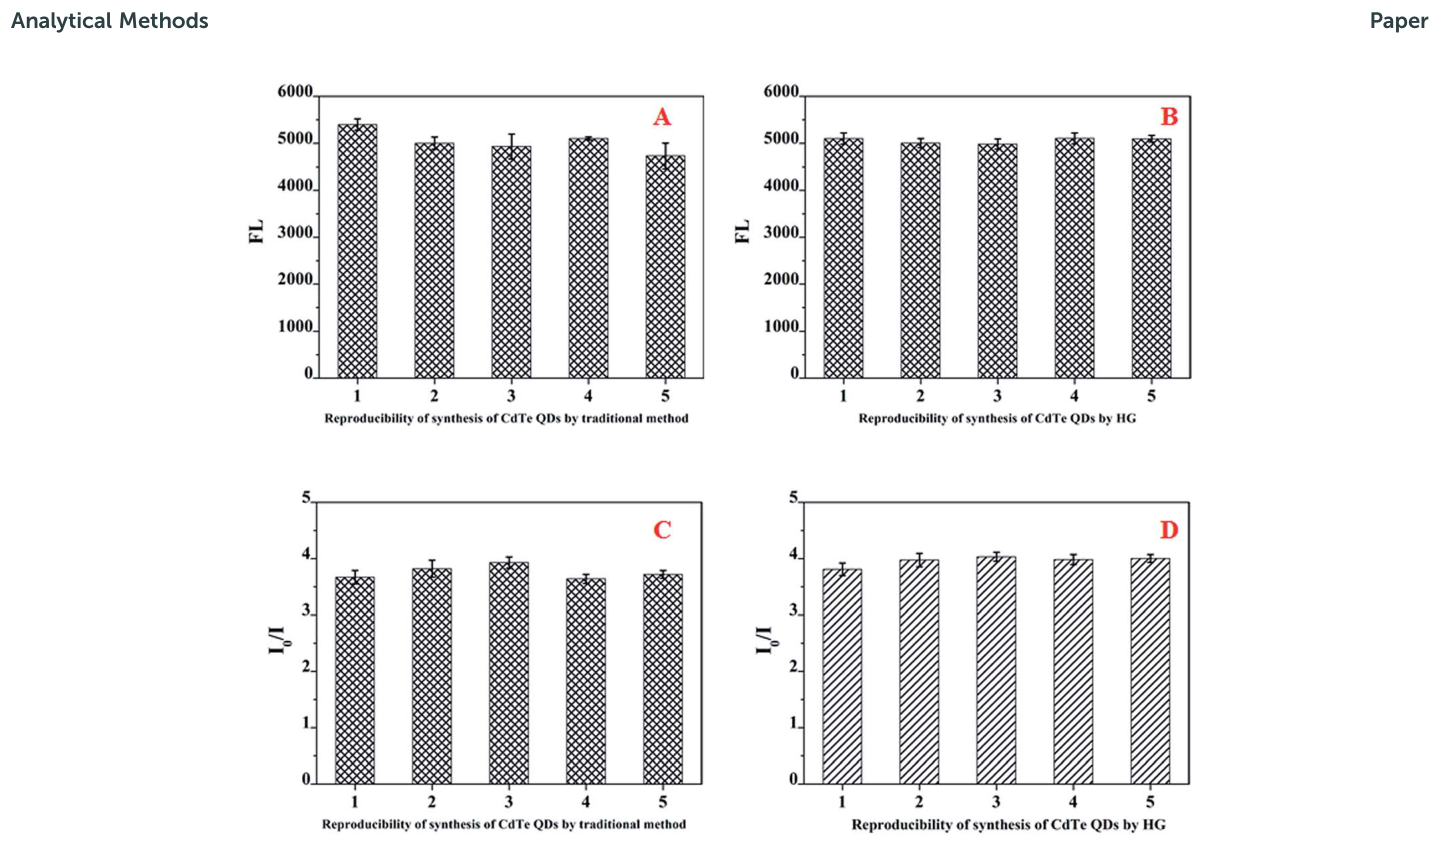 Analytical Methods
Paper
6000
5000
4000
3000
2000
1000
0
FL
A
1 2 3 4 5
Reproducibility of synthesis of CdTe QDs by traditional method
6000
5000
4000
3000
2000
1000
0
FL
B
1 2 3 4 5
Reproducibility of synthesis of CdTe QDs by HG
5
4
3
2
1
0
I0/I
C
1 2 3 4 5
Reproducibility of synthesis of CdTe QDs by traditional method
5
4
3
2
1
0
I0/I
D
1 2 3 4 5
Reproducibility of synthesis of CdTe QDs by HG